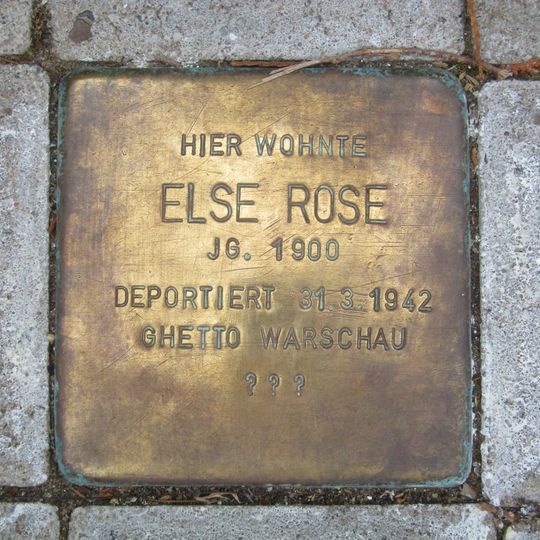 HIER WOHNTE
ELSE ROSE
JG. 1900
DEPORTIERT 31.3.1942
GHETTO WARSCHAU
???